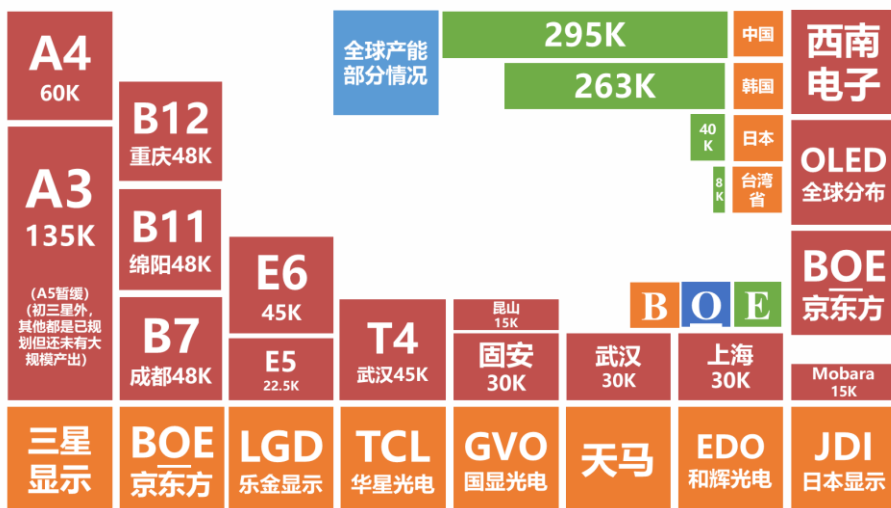 A4
60K
A3
135K
(A5暂缓)
(初三星外，
其他都是已规
划但还未有大
规模产出)
三星
显示
B12
重庆48K
B11
绵阳48K
B7
成都48K
BOE
京东方
E6
45K
E5
22.5K
LGD
乐金显示
T4
武汉45K
TCL
华星光电
昆山
15K
固安
30K
GVO
国显光电
武汉
30K
天马
B O E
上海
30K
EDO
和辉光电
全球产能
部分情况
295K
中国
263K
韩国
40
K
日本
8
K
台湾
省
西南
电子
OLED
全球分布
BOE
京东方
Mobara
15K
JDI
日本显示